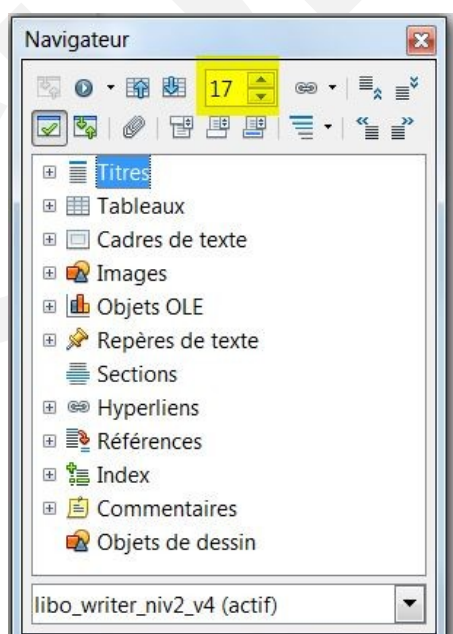 Navigateur
17
Titres
Tableaux
Cadres de texte
Images
Objets OLE
Repères de texte
Sections
Hyperliens
Références
Index
Commentaires
Objets de dessin
libo_writer_niv2_v4 (actif)